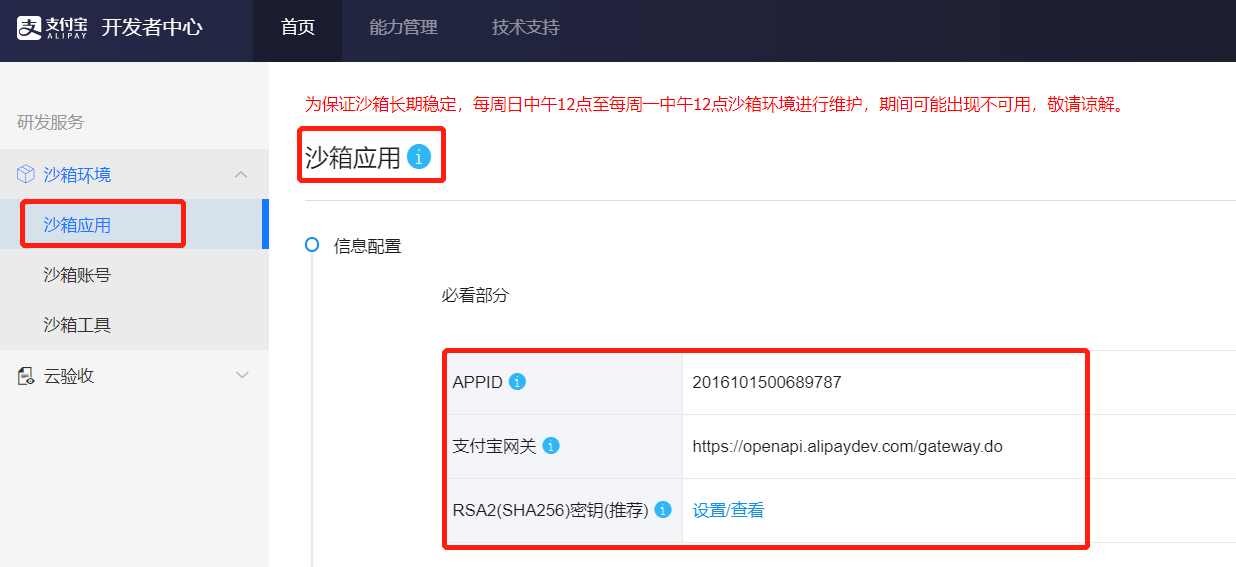 支付宝 ALIPAY 开发者中心 首页 能力管理 技术支持
研发服务
沙箱环境
沙箱应用
沙箱账号
沙箱工具
云验收
为保证沙箱长期稳定，每周日中午12点至每周一中午12点沙箱环境进行维护，期间可能出现不可用，敬请谅解。
沙箱应用
信息配置
必看部分
APPID 2016101500689787
支付宝网关 https://openapi.alipaydev.com/gateway.do
RSA2(SHA256)密钥(推荐) 设置/查看